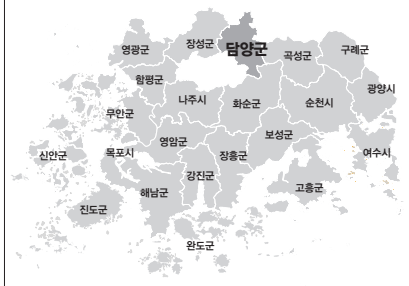 장성군
담양군
영광군
곡성군
구례군
함평군
광양시
나주시
화순군
순천시
무안군
보성군
영암군
신안군
목포시
장흥군
여수시
강진군
해남군
고흥군
진도군
완도군